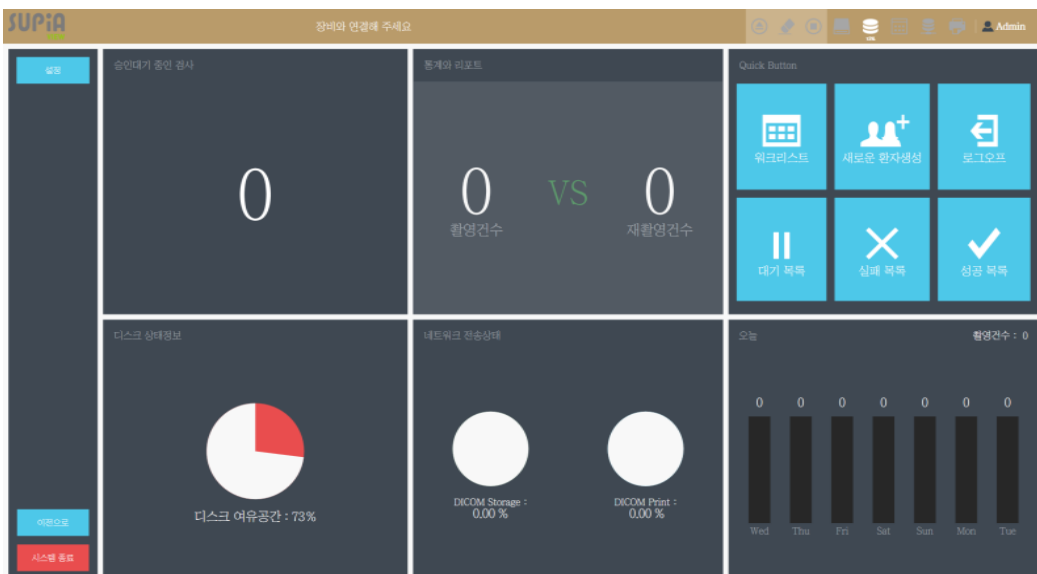 SUPiA
장비와 연결해 주세요
Admin
설정
이전으로
시스템 종료
승인대기 중인 검사
0
통계와 리포트
0 VS 0
촬영건수 재촬영건수
Quick Button
워크리스트 새로운 환자생성 로그오프
대기 목록 실패 목록 성공 목록
디스크 상태정보
디스크 여유공간 : 73%
네트워크 전송상태
DICOM Storage : DICOM Print :
0.00 % 0.00 %
오늘 촬영건수 : 0
0 0 0 0 0 0 0
Wed Thu Fri Sat Sun Mon Tue